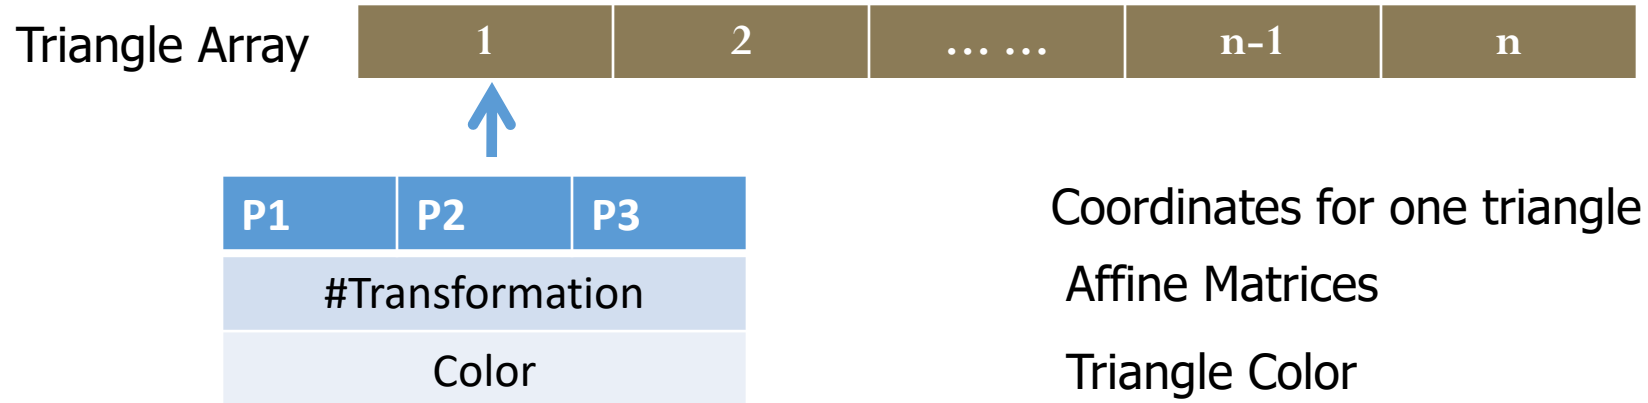 Triangle Array 1 2 … … n-1 n
P1 P2 P3 Coordinates for one triangle
#Transformation Affine Matrices
Color Triangle Color